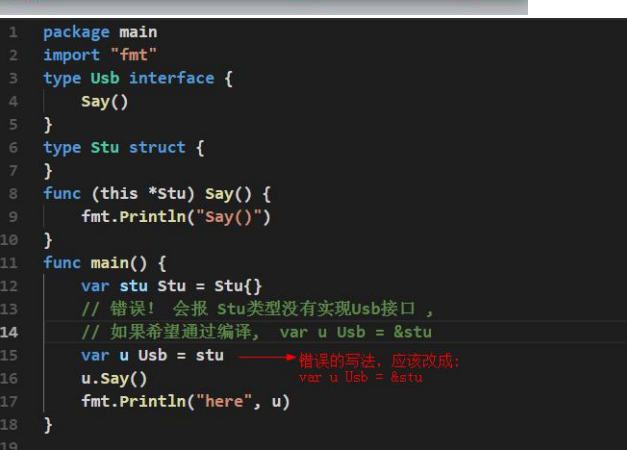 1 package main
2 import "fmt"
3 type Usb interface {
4 Say()
5 }
6 type Stu struct {
7 }
8 func (this *Stu) Say() {
9 fmt.Println("Say()")
10 }
11 func main() {
12 var stu Stu = Stu{}
13 // 错误! 会报 Stu类型没有实现Usb接口 ,
14 // 如果希望通过编译, var u Usb = &stu
15 var u Usb = stu 错误的写法，应该改成:
16 u.Say() var u Usb = &stu
17 fmt.Println("here", u)
18 }
19